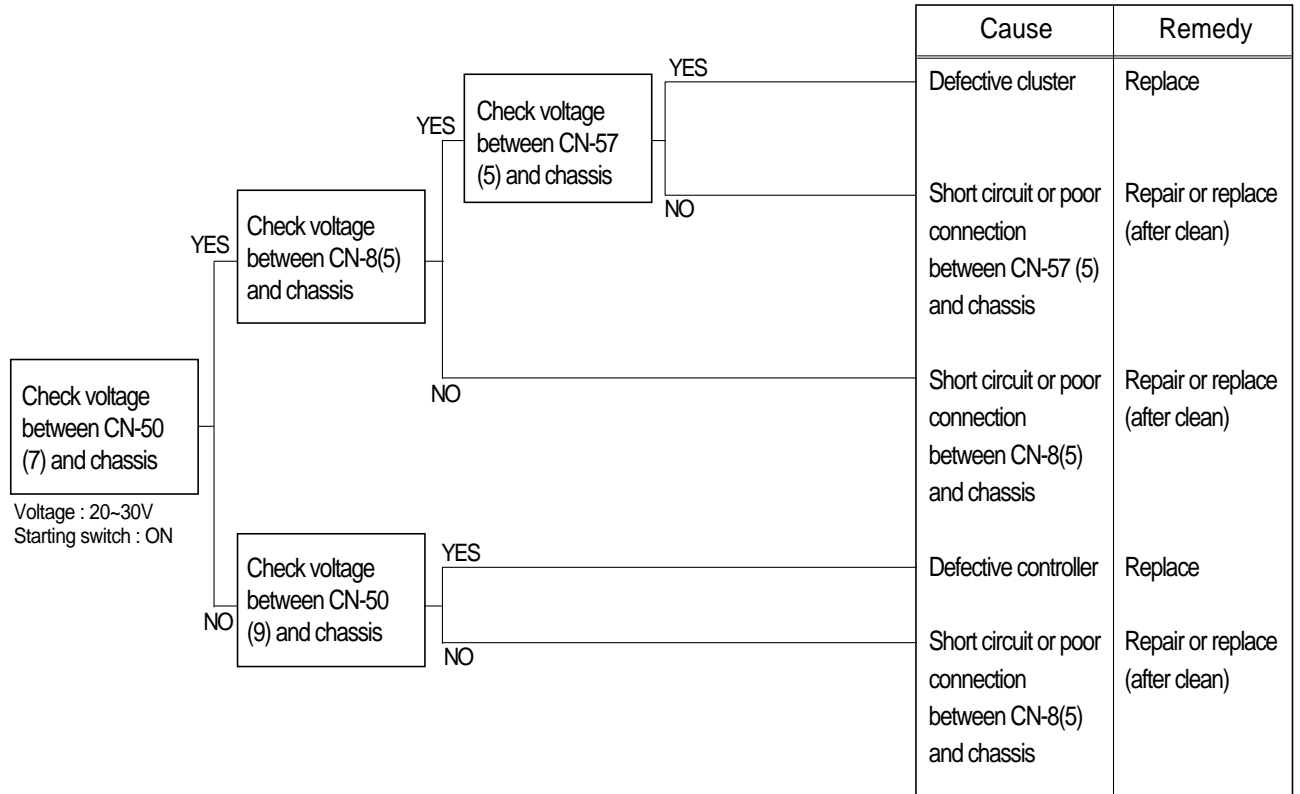 Cause
Remedy
YES
Defective cluster
Replace
YES
Check voltage
between CN-57
(5) and chassis
NO
Short circuit or poor
connection
between CN-57 (5)
and chassis
Repair or replace
(after clean)
YES
Check voltage
between CN-8(5)
and chassis
NO
Short circuit or poor
connection
between CN-8(5)
and chassis
Repair or replace
(after clean)
Check voltage
between CN-50
(7) and chassis
Voltage : 20~30V
Starting switch : ON
NO
Check voltage
between CN-50
(9) and chassis
YES
Defective controller
Replace
NO
Short circuit or poor
connection
between CN-8(5)
and chassis
Repair or replace
(after clean)